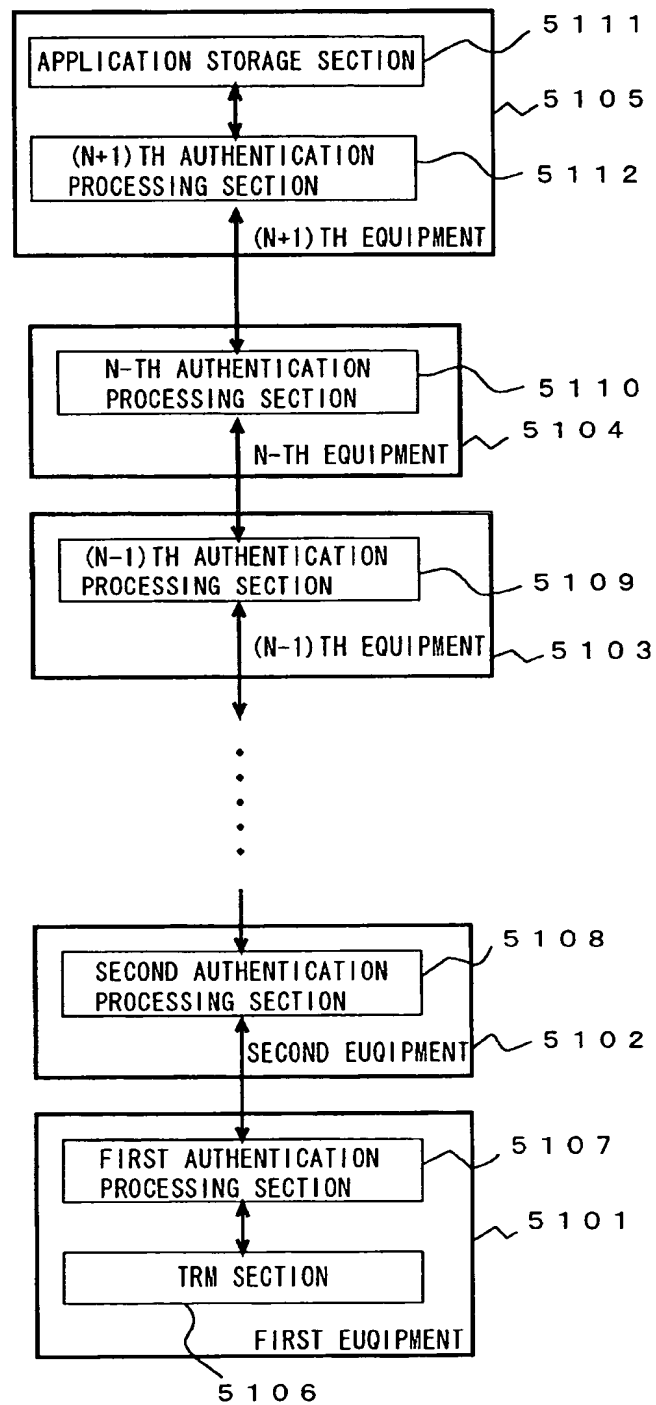 5111
APPLICATION STORAGE SECTION
5105
(N+1)TH AUTHENTICATION
PROCESSING SECTION
5112
(N+1)TH EQUIPMENT
N-TH AUTHENTICATION
PROCESSING SECTION
5110
5104
N-TH EQUIPMENT
(N-1)TH AUTHENTICATION
PROCESSING SECTION
5109
(N-1)TH EQUIPMENT
5103
5108
SECOND AUTHENTICATION
PROCESSING SECTION
5102
SECOND EUQIPMENT
5107
FIRST AUTHENTICATION
PROCESSING SECTION
5101
TRM SECTION
FIRST EUQIPMENT
5106